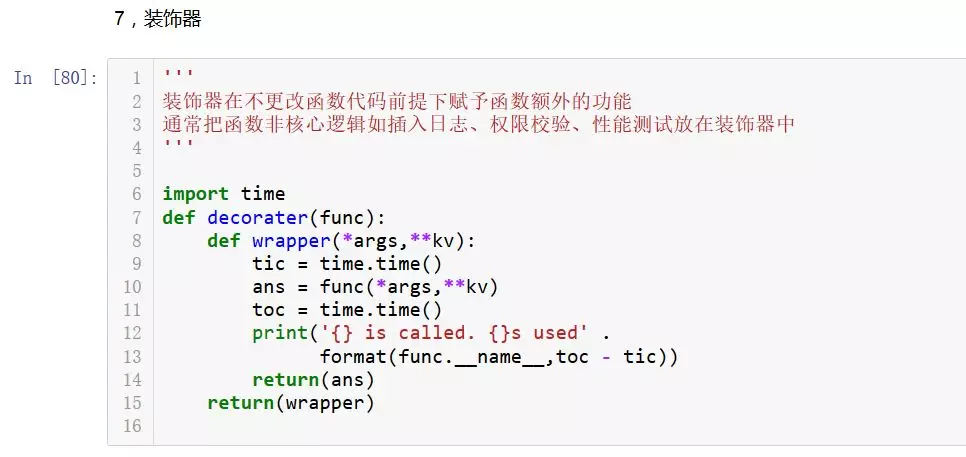 7，装饰器
In [80]:
1 '''
2 装饰器在不更改函数代码前提下赋予函数额外的功能
3 通常把函数非核心逻辑如插入日志、权限校验、性能测试放在装饰器中
4 '''
5
6 import time
7 def decorater(func):
8     def wrapper(*args,**kv):
9         tic = time.time()
10         ans = func(*args,**kv)
11         toc = time.time()
12         print('{} is called. {}s used' .
13               format(func.__name__,toc - tic))
14         return(ans)
15     return(wrapper)
16